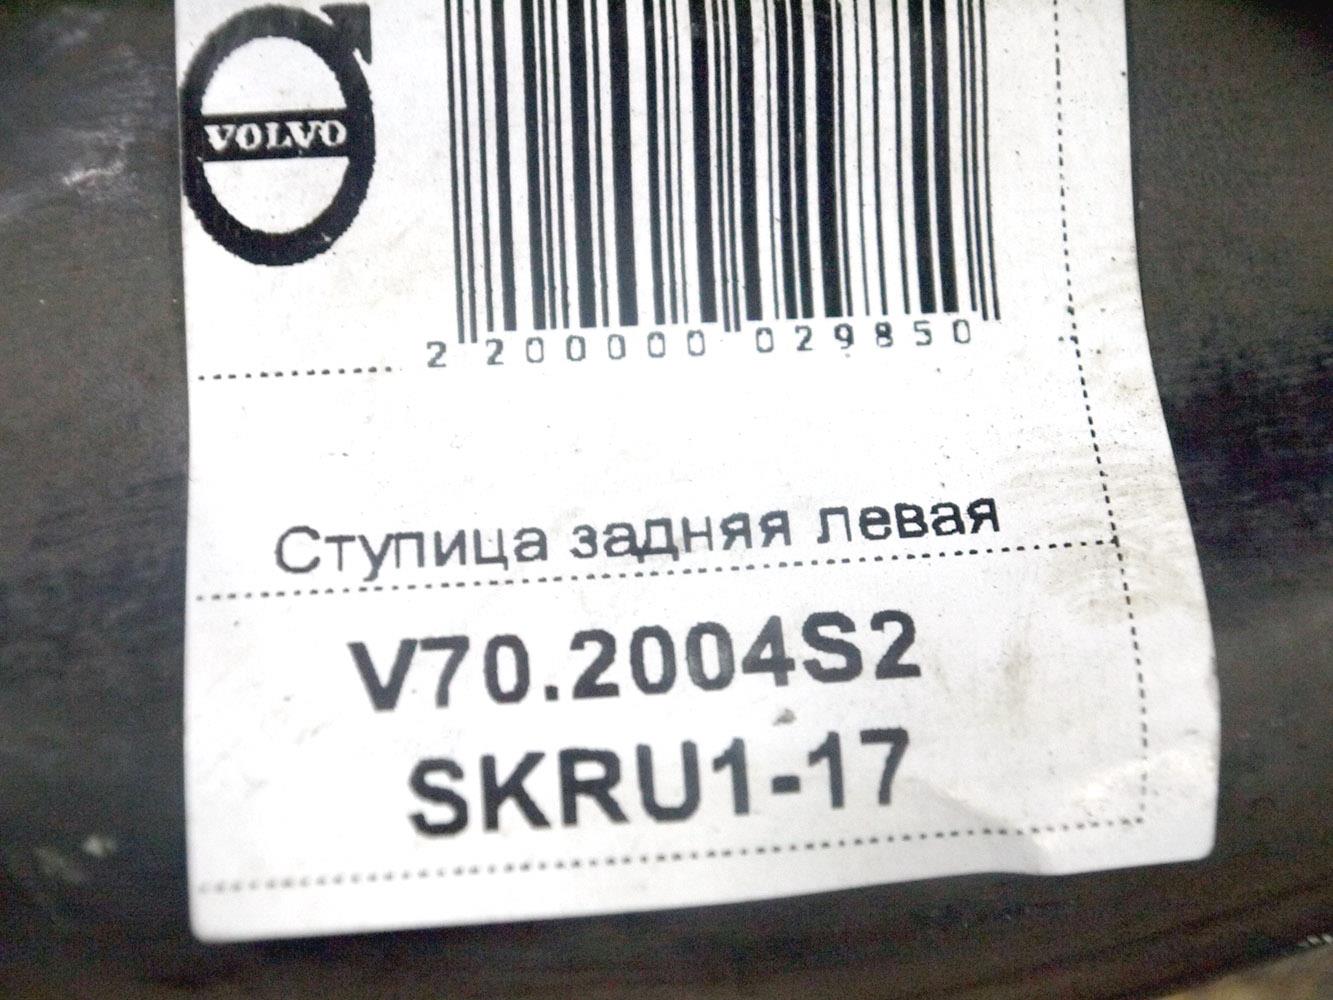 VOLVO
2 200000 029850
Ступица задняя левая
V70.2004S2
SKRU1-17